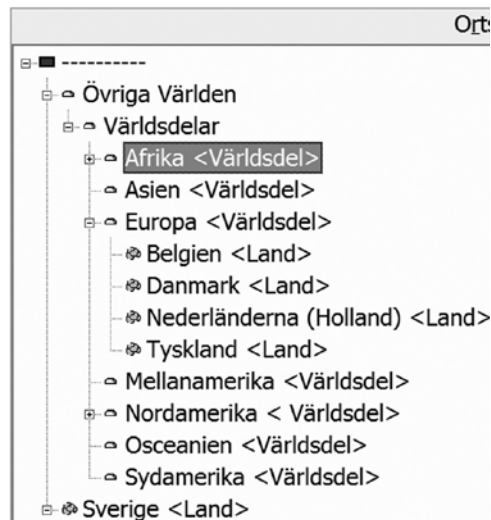 Orts
----------
Övriga Världen
Världsdelar
Afrika <Världsdel>
Asien <Världsdel>
Europa <Världsdel>
Belgien <Land>
Danmark <Land>
Nederländerna (Holland) <Land>
Tyskland <Land>
Mellanamerika <Världsdel>
Nordamerika < Världsdel>
Osceanien <Världsdel>
Sydamerika <Världsdel>
Sverige <Land>